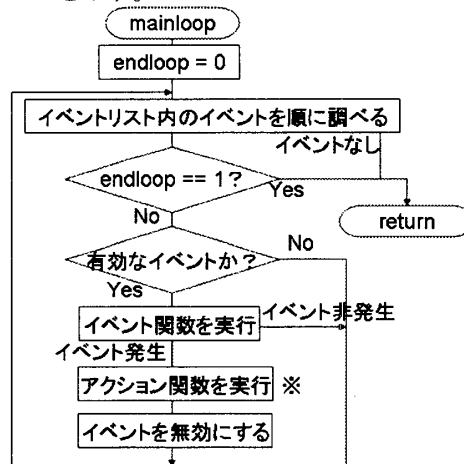 mainloop
endloop = 0
イベントリスト内のイベントを順に調べる
イベントなし
endloop == 1?
Yes
No
return
有効なイベントか?
No
Yes
イベント関数を実行
イベント非発生
イベント発生
アクション関数を実行 ※
イベントを無効にする